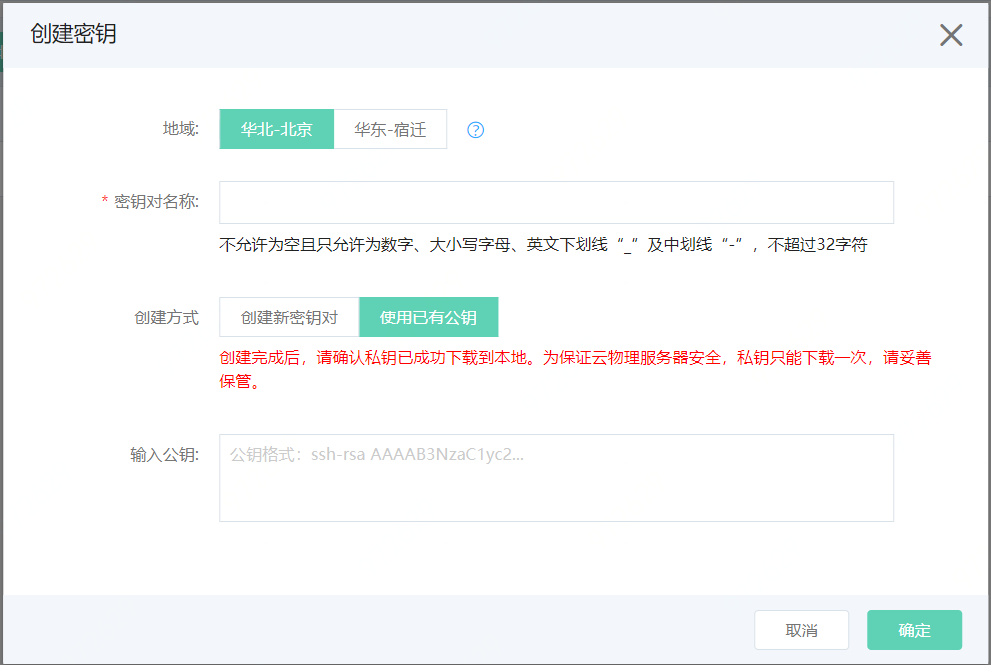 创建密钥
地域: 华北-北京 华东-宿迁 ?
* 密钥对名称:
不允许为空且只允许为数字、大小写字母、英文下划线“_”及中划线“-”，不超过32字符
创建方式 创建新密钥对 使用已有公钥
创建完成后，请确认私钥已成功下载到本地。为保证云物理服务器安全，私钥只能下载一次，请妥善
保管。
输入公钥: 公钥格式：ssh-rsa AAAAB3NzaC1yc2...
取消 确定